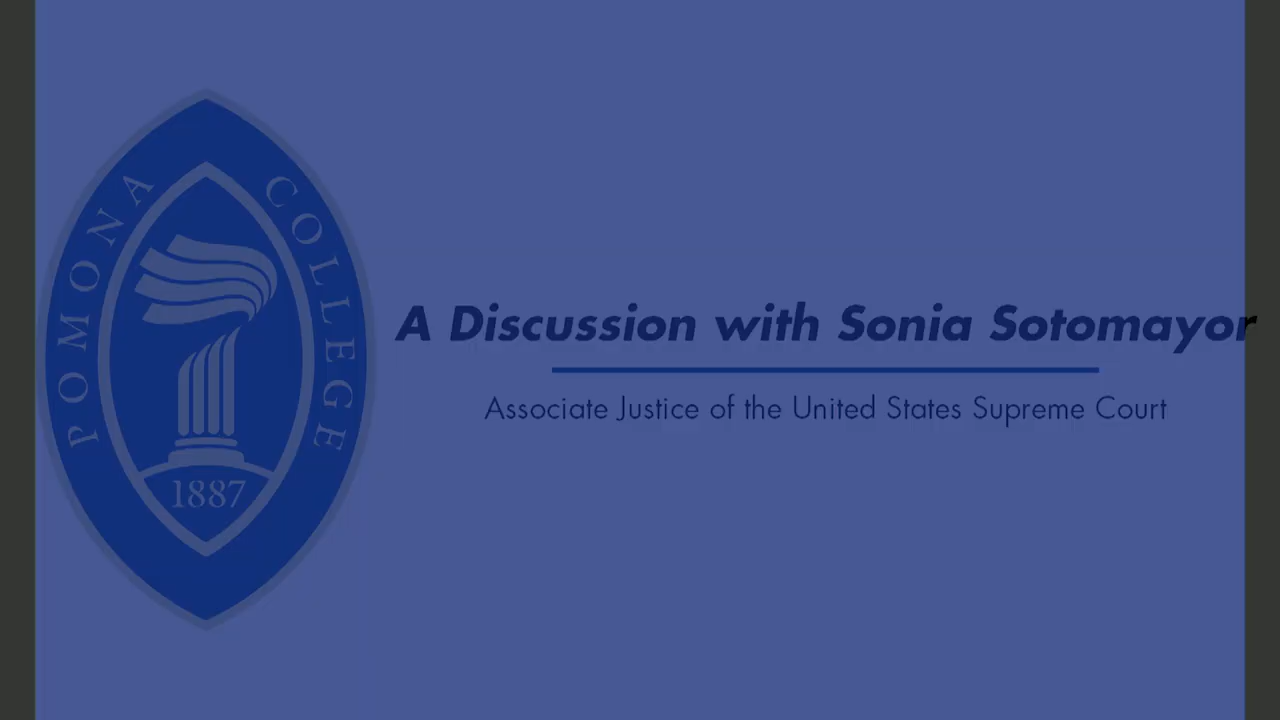 POMONA COLLEGE
1887
A Discussion with Sonia Sotomayor
Associate Justice of the United States Supreme Court